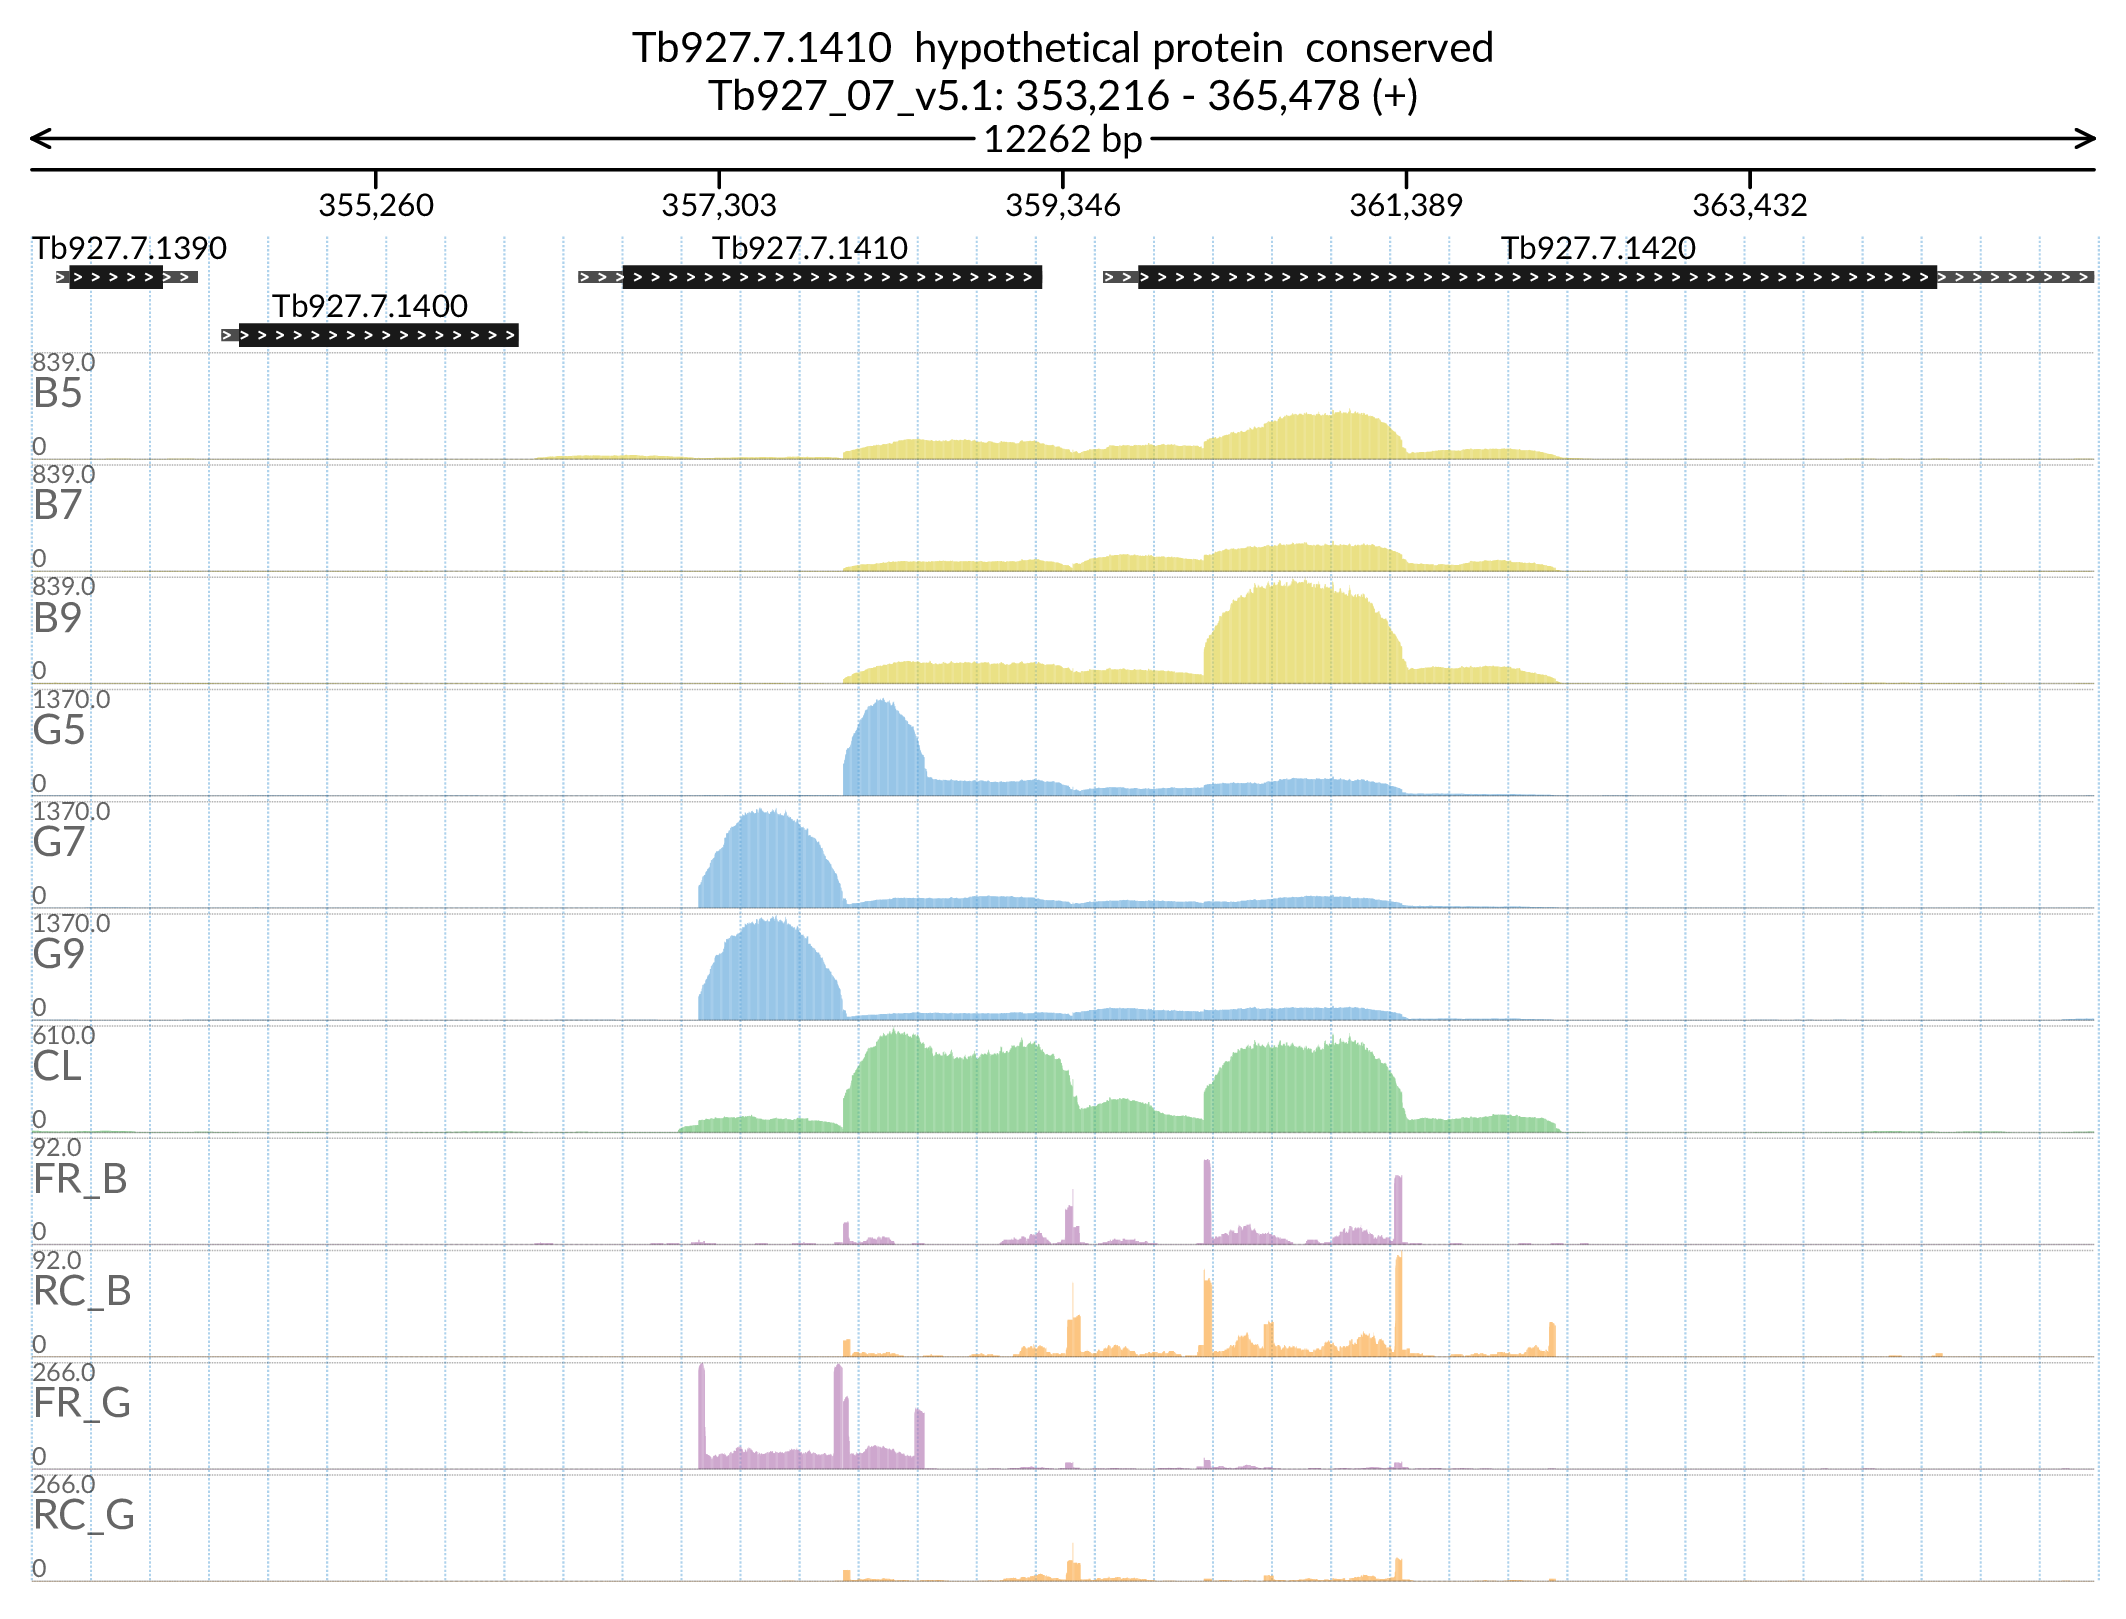 Tb927.7.1410 hypothetical protein conserved
Tb927_07_v5.1: 353,216 - 365,478 (+)
12262 bp
355,260 357,303 359,346 361,389 363,432
Tb927.7.1390 Tb927.7.1410 Tb927.7.1420
Tb927.7.1400
839.0
B5
0
839.0
B7
0
839.0
B9
0
1370.0
G5
0
1370.0
G7
0
1370.0
G9
0
610.0
CL
0
92.0
FR_B
0
92.0
RC_B
0
266.0
FR_G
0
266.0
RC_G
0